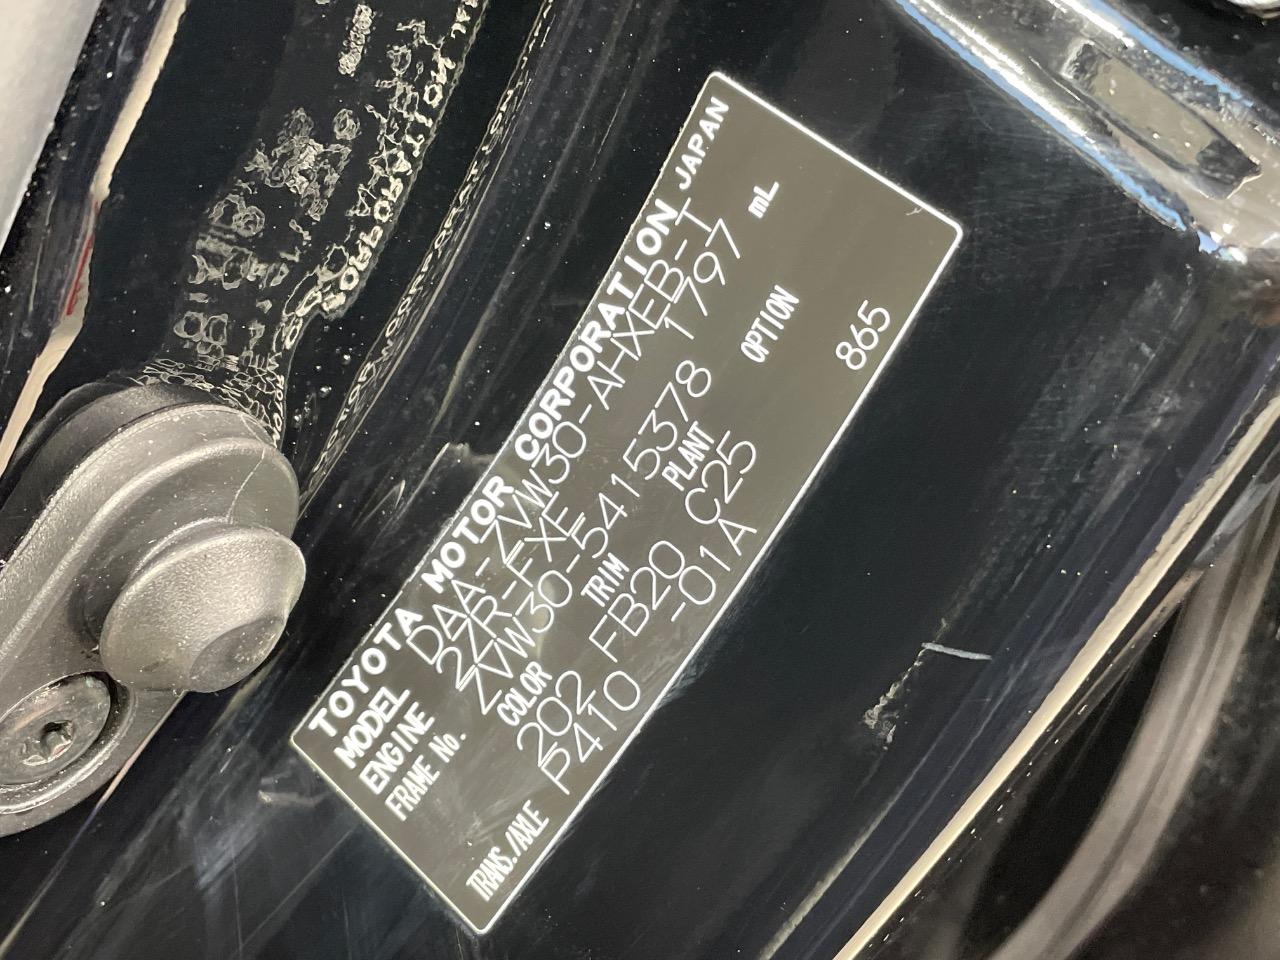 TOYOTA MOTOR CORPORATION JAPAN
MODEL DAA-ZVW30-AHXEB-T
ENGINE 2ZR-FXE 1797 mL
FRAME No. ZVW30-5415378
COLOR TRIM PLANT OPTION
202 FB20 C25 865
TRANS./AXLE P410 -01A